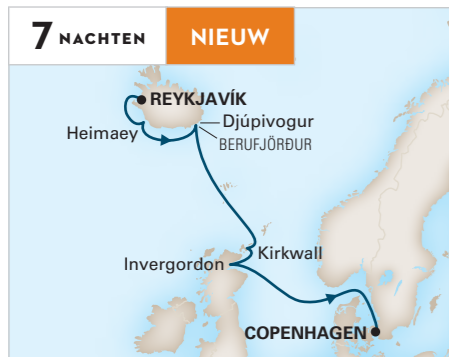 7 NACHTEN NIEUW
REYKJAVÍK
Heimaey
Djúpivogur
BERUFJÖRÐUR
Kirkwall
Invergordon
COPENHAGEN